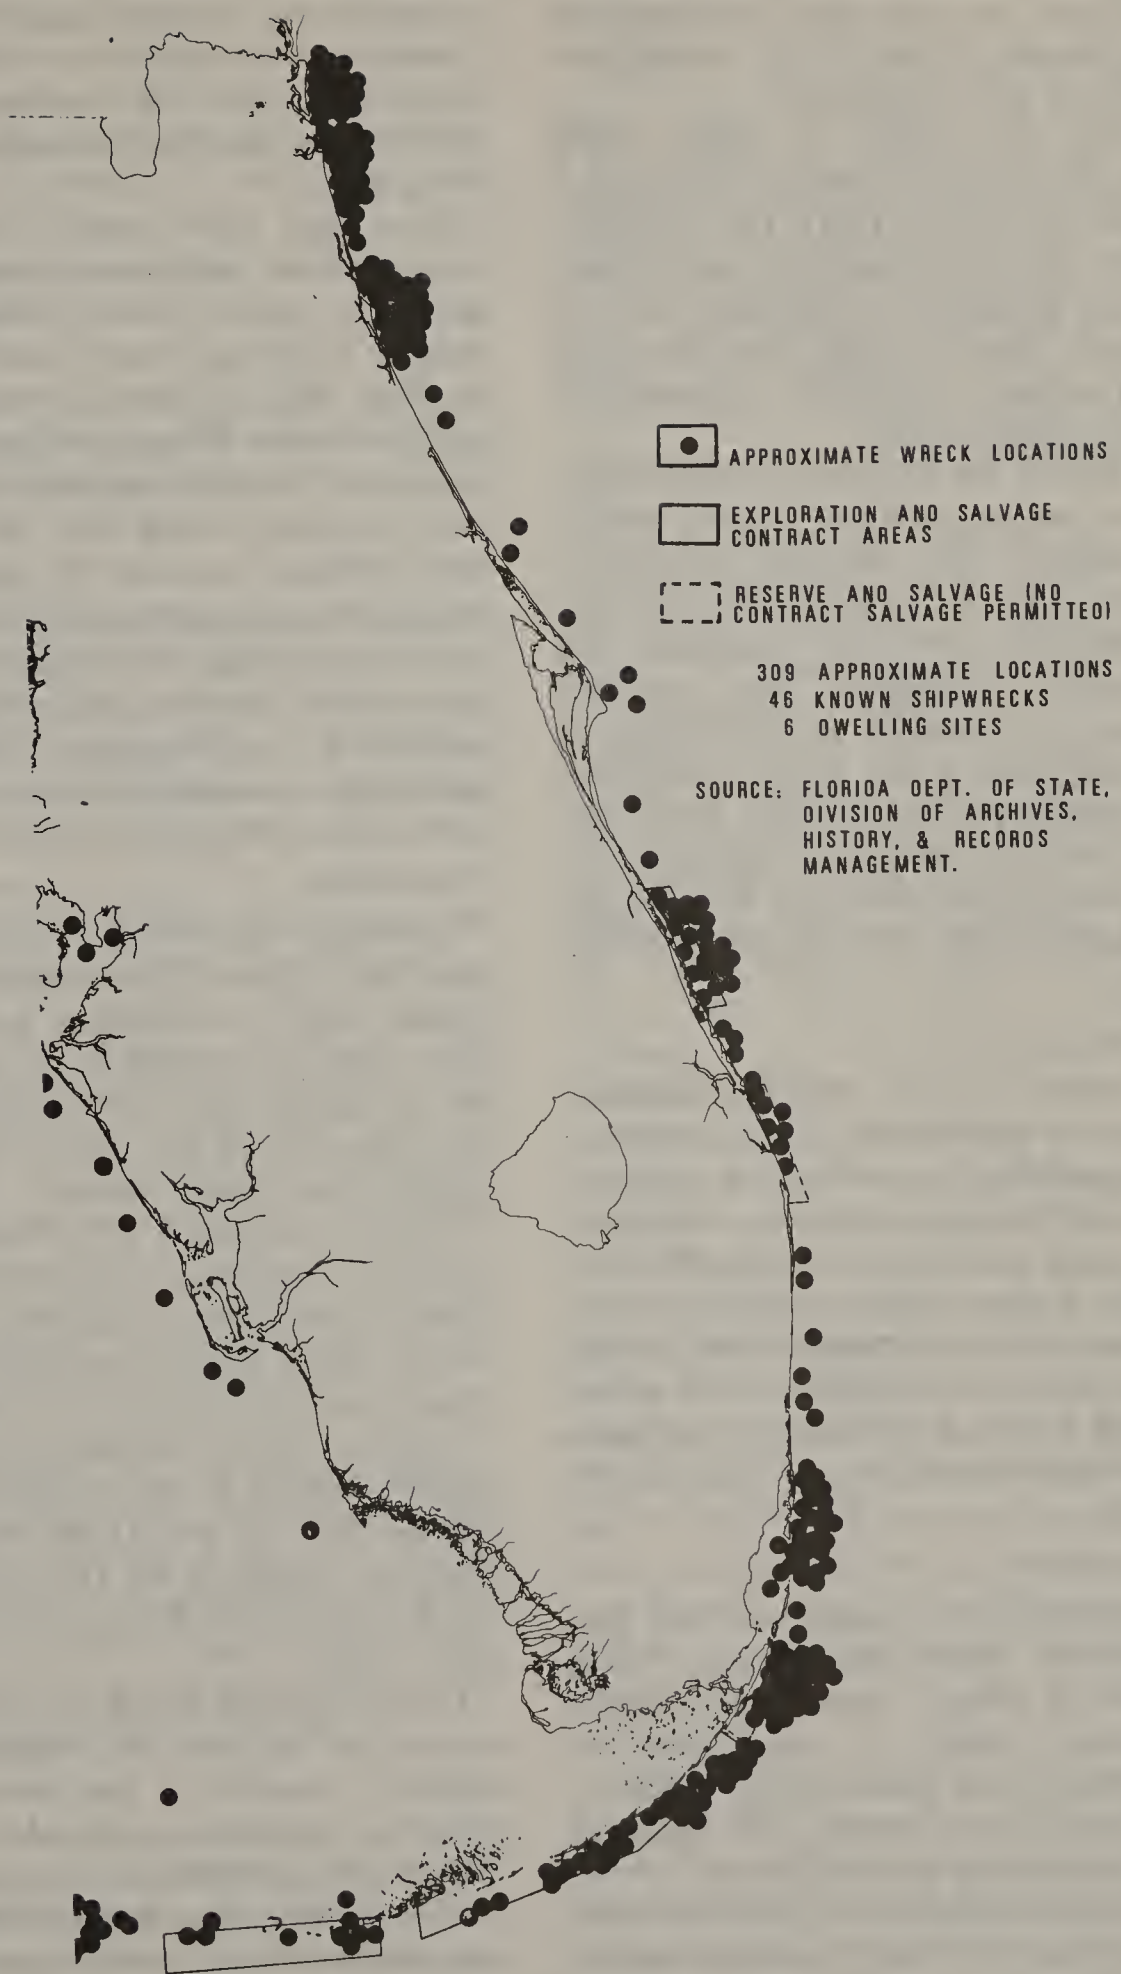 APPROXIMATE WRECK LOCATIONS
EXPLORATION AND SALVAGE
CONTRACT AREAS
RESERVE AND SALVAGE (NO
CONTRACT SALVAGE PERMITTED)
309 APPROXIMATE LOCATIONS
46 KNOWN SHIPWRECKS
6 DWELLING SITES
SOURCE: FLORIDA DEPT. OF STATE,
DIVISION OF ARCHIVES,
HISTORY, & RECORDS
MANAGEMENT.